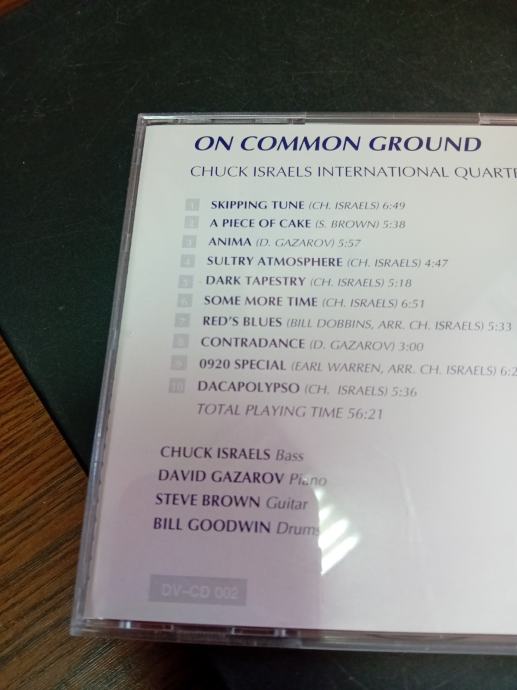 ON COMMON GROUND
CHUCK ISRAELS INTERNATIONAL
1 SKIPPING TUNE (CH. ISRAELS) 6:49
2 A PIECE OF CAKE (S. BROWN) 5:38
3 ANIMA (D. GAZAROV) 5:57
4 SULTRY ATMOSPHERE (CH. ISRAELS) 4:47
5 DARK TAPESTRY (CH. ISRAELS) 5:18
6 SOME MORE TIME (CH. ISRAELS) 6:51
7 RED'S BLUES (BILL DOBBINS, ARR. CH. ISRAELS) 5:33
8 CONTRADANCE (D. GAZAROV) 3:00
9 0920 SPECIAL (EARL WARREN, ARR. CH. ISRAELS)
10 DACAPOLYPSO (CH. ISRAELS) 5:36
TOTAL PLAYING TIME 56:21
CHUCK ISRAELS Bass
DAVID GAZAROV Piano
STEVE BROWN Guitar
BILL GOODWIN Drums
DV-CD 002